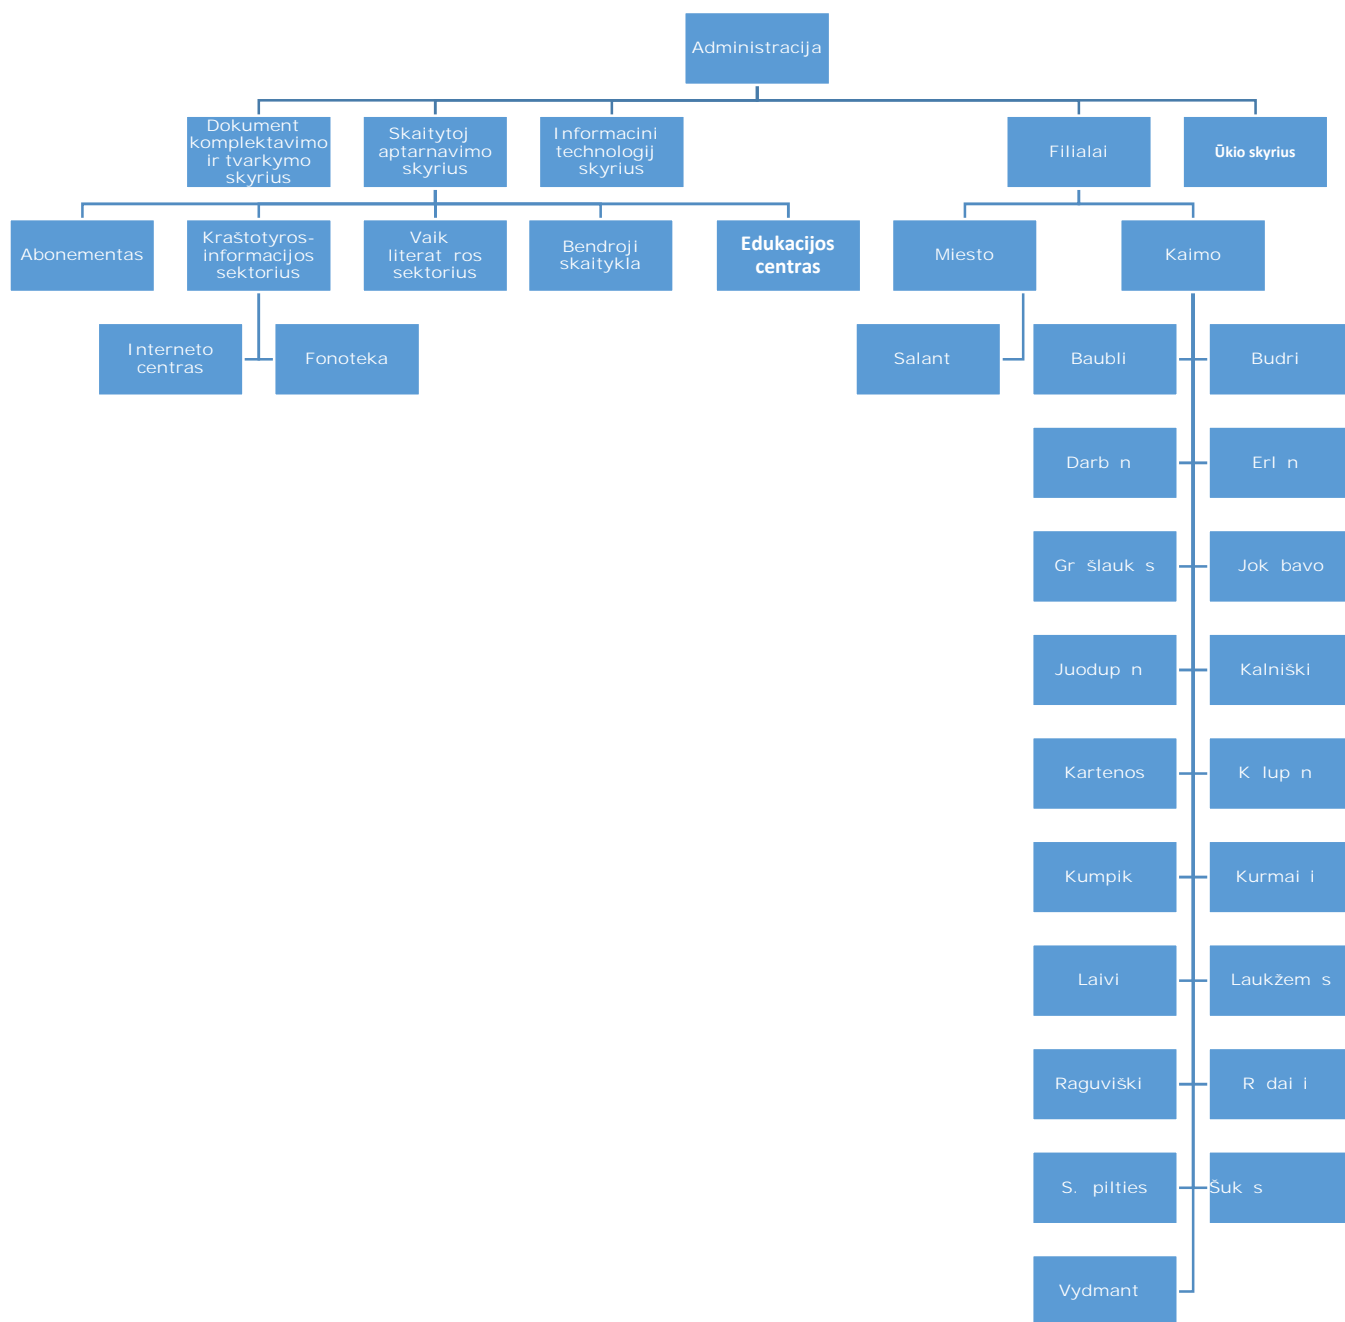 Administracija
Dokument
komplektavimo
ir tvarkymo
skyrius
Skaitytoj
aptarnavimo
skyrius
Informacini
technologij
skyrius
Filialai
Ūkio skyrius
Abonementas
Kraštotyros-
informacijos
sektorius
Vaik
literat ros
sektorius
Bendroji
skaitykla
Edukacijos
centras
Miesto
Kaimo
Interneto
centras
Fonoteka
Salant
Baubli
Budri
Darb n
Erl n
Gr šlauk s
Jok bavo
Juodup n
Kalniški
Kartenos
K lup n
Kumpik
Kurmai i
Laivi
Laukžem s
Raguviški
R dai i
S. pilties
Šuk s
Vydmant